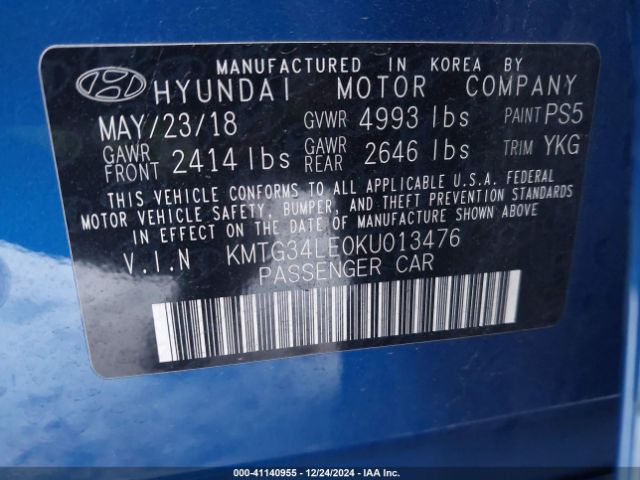 MANUFACTURED IN KOREA BY
HYUNDAI MOTOR COMPANY
MAY/23/18 GVWR 4993 lbs PAINT PS5
GAWR FRONT 2414 lbs GAWR REAR 2646 lbs TRIM YKG
THIS VEHICLE CONFORMS TO ALL APPLICABLE U.S.A. FEDERAL
MOTOR VEHICLE SAFETY, BUMPER, AND THEFT PREVENTION STANDARDS
IN EFFECT ON THE DATE OF MANUFACTURE SHOWN ABOVE
V.I.N KMTG34LE0KU013476
PASSENGER CAR
000-41140955 - 12/24/2024 - IAA Inc.